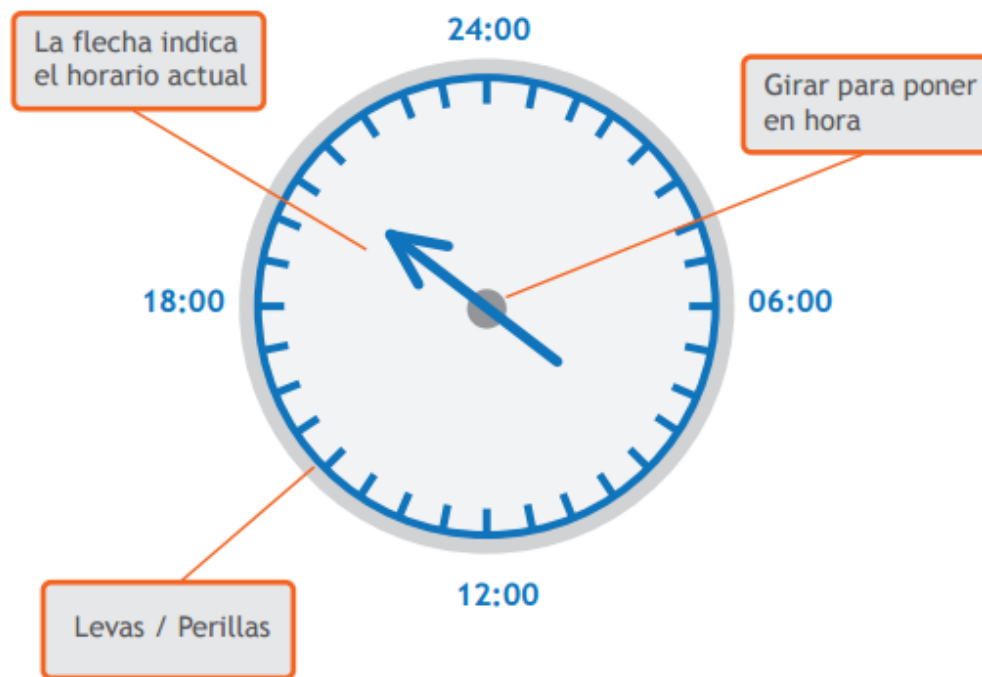 La flecha indica
el horario actual
24:00
Girar para poner
en hora
18:00
06:00
12:00
Levas / Perillas